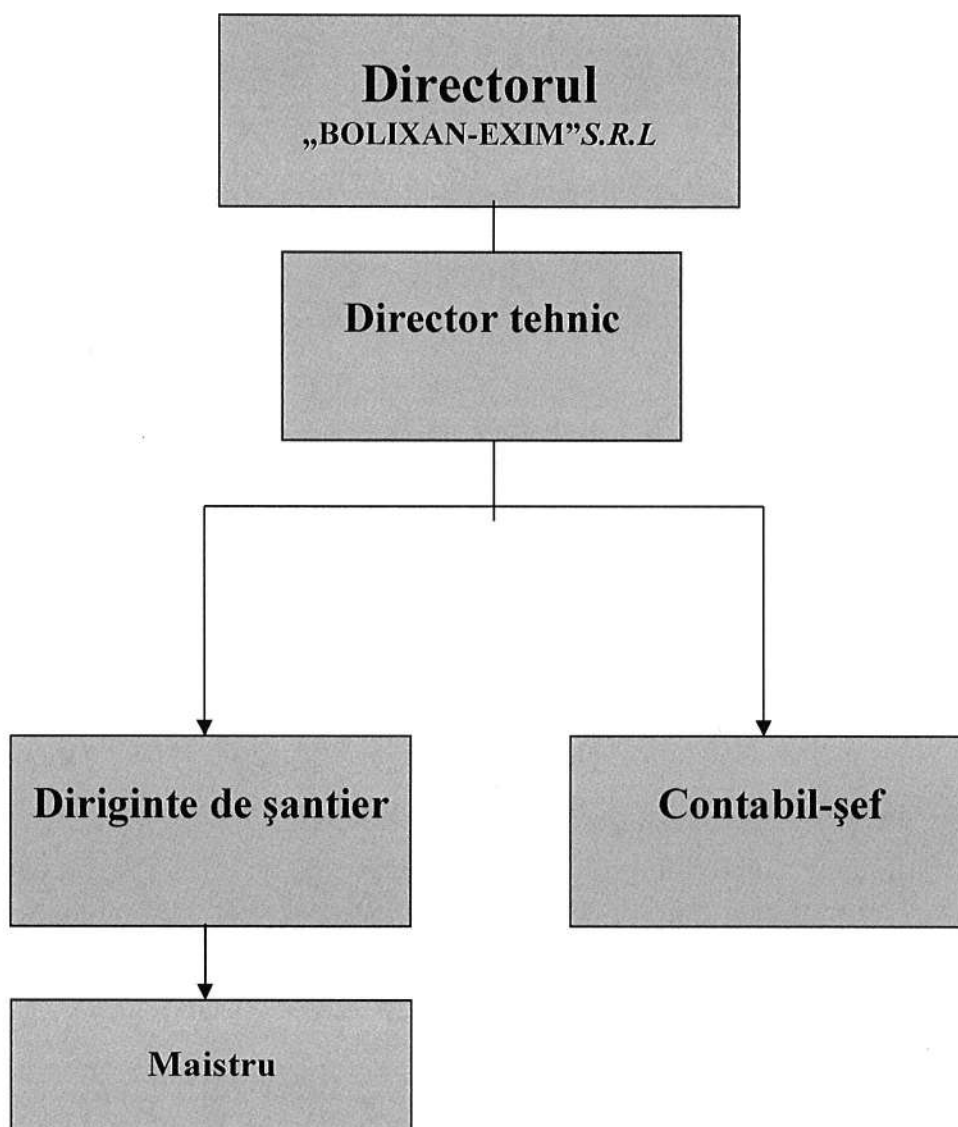 Directorul
„BOLIXAN-EXIM”S.R.L
Director tehnic
Diriginte de şantier
Contabil-şef
Maistru